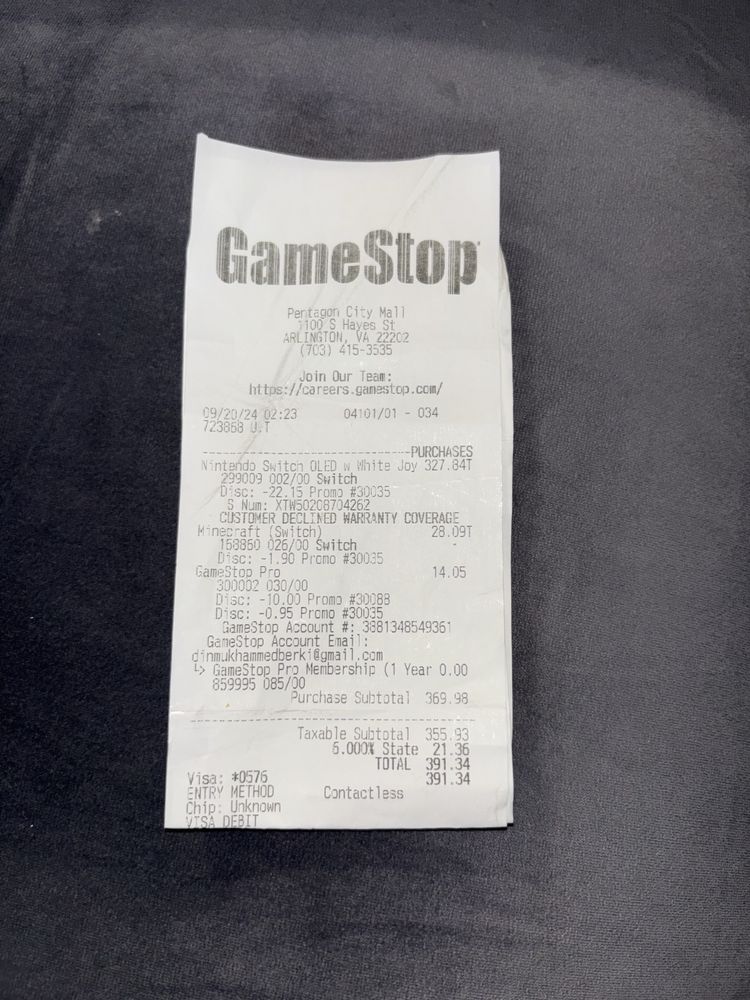 GameStop
Pentagon City Mall
1100 S Hayes St
ARLINGTON, VA 22202
(703) 415-3535
Join Our Team:
https://careers.gamestop.com/
09/20/24 02:23 04101/01 - 034
723868 U.T
PURCHASES
Nintendo Switch OLED w White Joy 327.84T
299009 002/00 Switch
Disc: -22.15 Promo #30035
S Num: XTW50208704262
CUSTOMER DECLINED WARRANTY COVERAGE
Minecraft (Switch) 28.09T
168860 026/00 Switch -
Disc: -1.90 Promo #30035
GameStop Pro 14.05
300002 030/00
Disc: -10.00 Promo #30088
Disc: -0.95 Promo #30035
GameStop Account #: 3881348549361
GameStop Account Email:
dinmukhammedberki@gmail.com
↳ GameStop Pro Membership (1 Year 0.00
859995 085/00
Purchase Subtotal 369.98
Taxable Subtotal 355.93
6.000% State 21.36
TOTAL 391.34
Visa: *0576 391.34
ENTRY METHOD Contactless
Chip: Unknown
VISA DEBIT